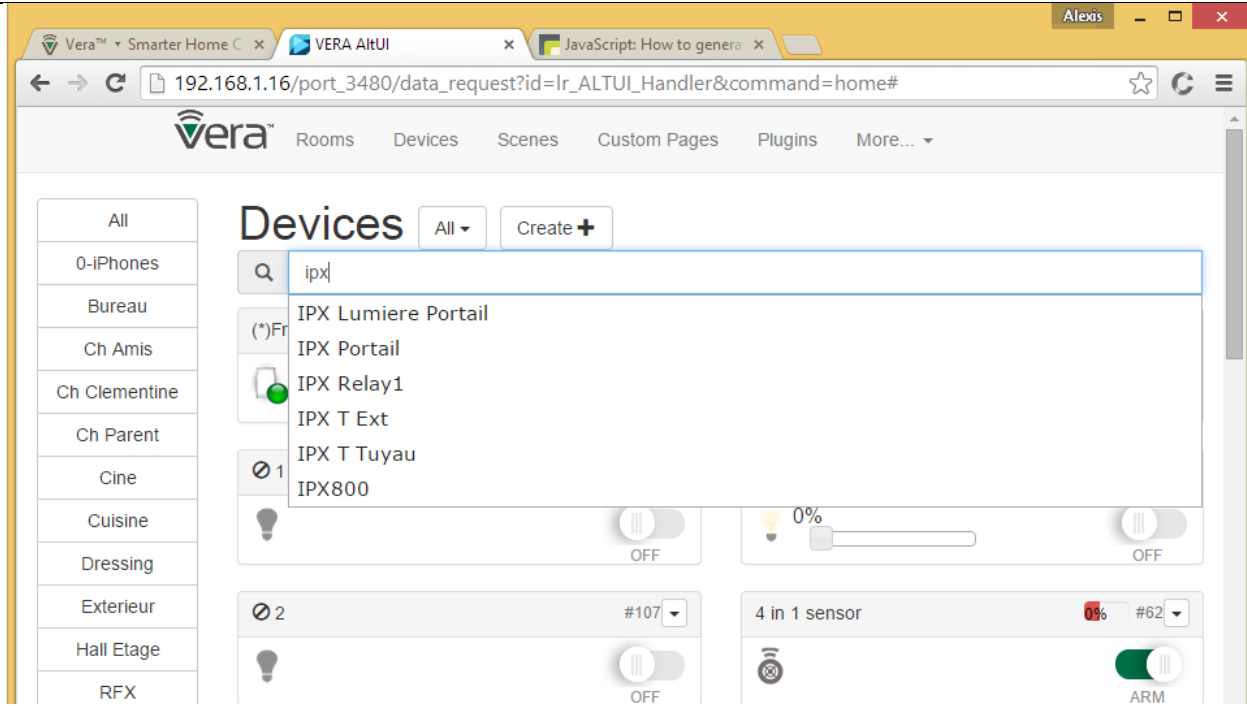 Alexis
Vera™ ▾ Smarter Home C
VERA AltUI
JavaScript: How to genera
192.168.1.16/port_3480/data_request?id=lr_ALTUI_Handler&command=home#
Vera™ Rooms Devices Scenes Custom Pages Plugins More...
All
0-iPhones
Bureau
Ch Amis
Ch Clementine
Ch Parent
Cine
Cuisine
Dressing
Exterieur
Hall Etage
RFX
Devices All Create
ipx
IPX Lumiere Portail
IPX Portail
IPX Relay1
IPX T Ext
IPX T Tuyau
IPX800
(*)Fr
1
OFF
0%
OFF
2 #107
OFF
4 in 1 sensor 0% #62
ARM